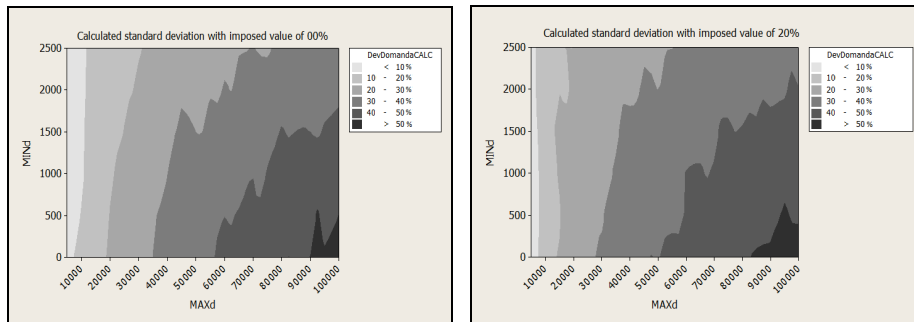 Calculated standard deviation with imposed value of 00%
2500
2000
1500
1000
500
0
MINd
10000
20000
30000
40000
50000
60000
70000
80000
90000
100000
MAXd
DevDomandaCALC
< 10%
10 - 20%
20 - 30%
30 - 40%
40 - 50%
> 50%
Calculated standard deviation with imposed value of 20%
2500
2000
1500
1000
500
0
MINd
10000
20000
30000
40000
50000
60000
70000
80000
90000
100000
MAXd
DevDomandaCALC
< 10%
10 - 20%
20 - 30%
30 - 40%
40 - 50%
> 50%